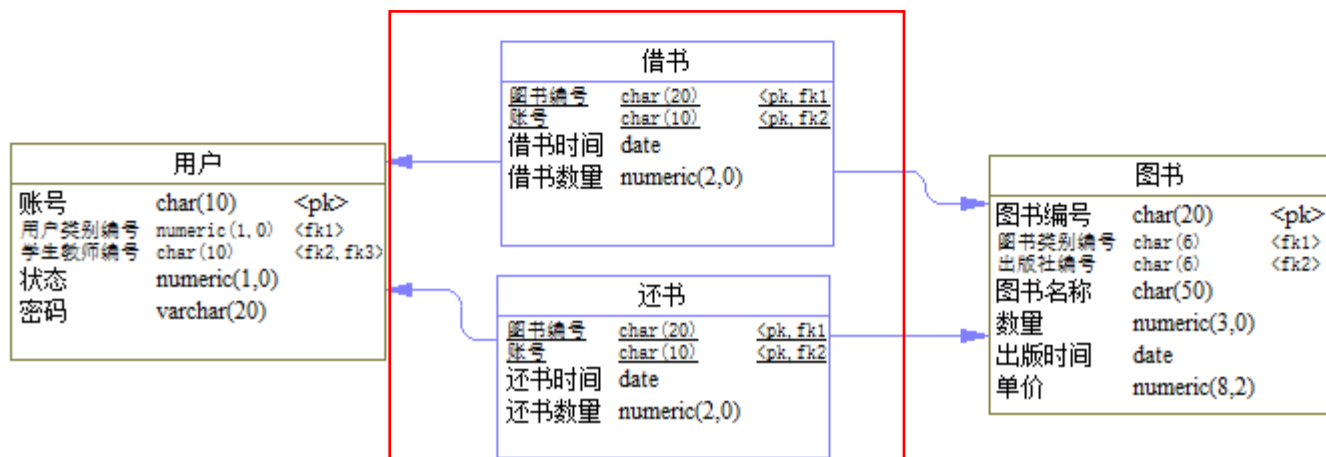 用户
账号 char(10) <pk>
用户类别编号 numeric(1,0) <fk1>
学生教师编号 char(10) <fk2,fk3>
状态 numeric(1,0)
密码 varchar(20)
借书
图书编号 char(20) <pk,fk1
账号 char(10) <pk,fk2
借书时间 date
借书数量 numeric(2,0)
还书
图书编号 char(20) <pk,fk1
账号 char(10) <pk,fk2
还书时间 date
还书数量 numeric(2,0)
图书
图书编号 char(20) <pk>
图书类别编号 char(6) <fk1>
出版社编号 char(6) <fk2>
图书名称 char(50)
数量 numeric(3,0)
出版时间 date
单价 numeric(8,2)